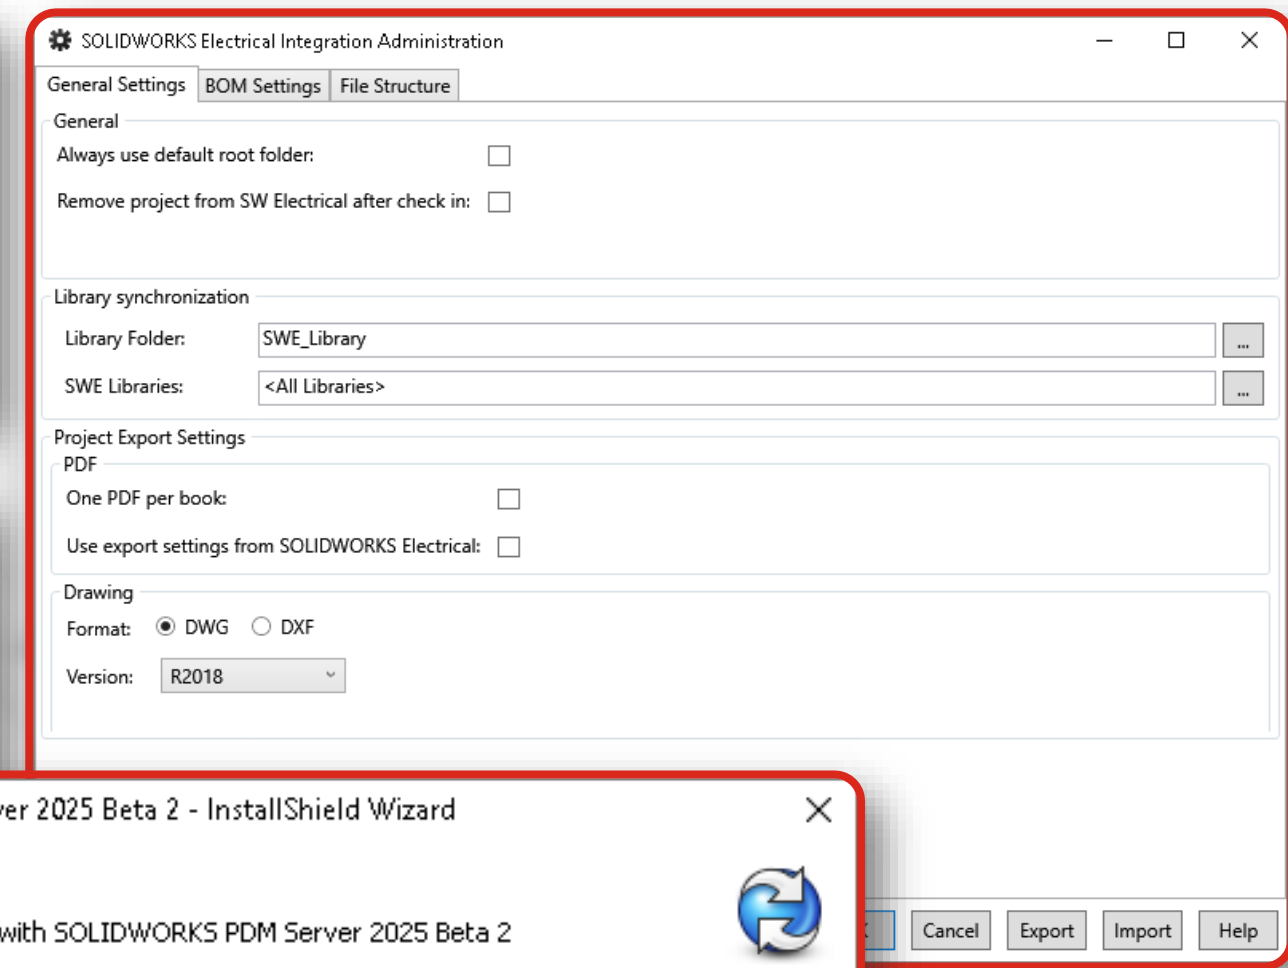 SOLIDWORKS Electrical Integration Administration
General Settings BOM Settings File Structure
General
Always use default root folder:
Remove project from SW Electrical after check in:
Library synchronization
Library Folder: SWE_Library ...
SWE Libraries: <All Libraries> ...
Project Export Settings
PDF
One PDF per book:
Use export settings from SOLIDWORKS Electrical:
Drawing
Format: DWG DXF
Version: R2018
2025 Beta 2 - InstallShield Wizard
with SOLIDWORKS PDM Server 2025 Beta 2
Cancel Export Import Help